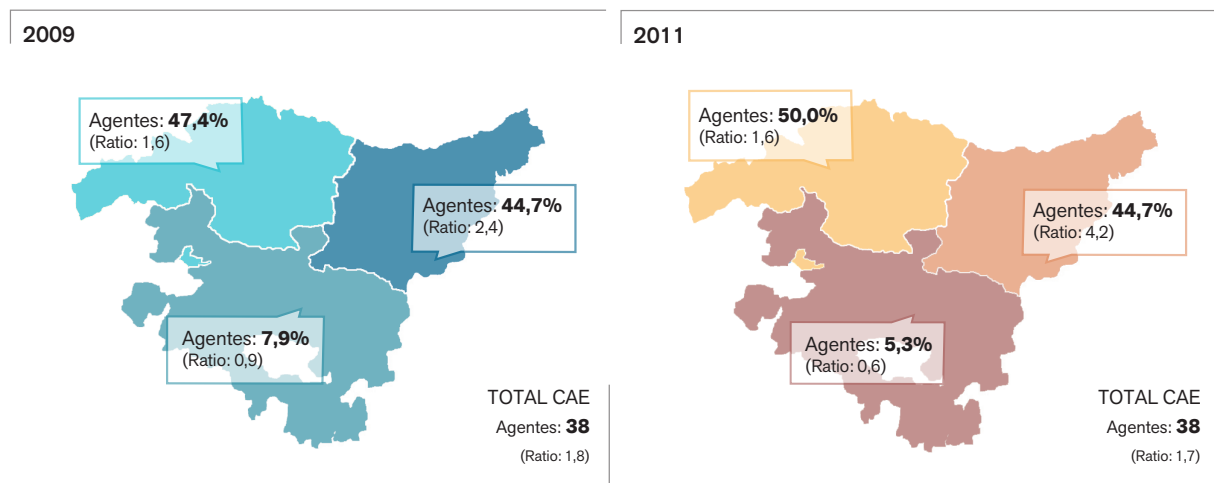 2009
Agentes: 47,4%
(Ratio: 1,6)
Agentes: 44,7%
(Ratio: 2,4)
Agentes: 7,9%
(Ratio: 0,9)
TOTAL CAE
Agentes: 38
(Ratio: 1,8)
2011
Agentes: 50,0%
(Ratio: 1,6)
Agentes: 44,7%
(Ratio: 4,2)
Agentes: 5,3%
(Ratio: 0,6)
TOTAL CAE
Agentes: 38
(Ratio: 1,7)